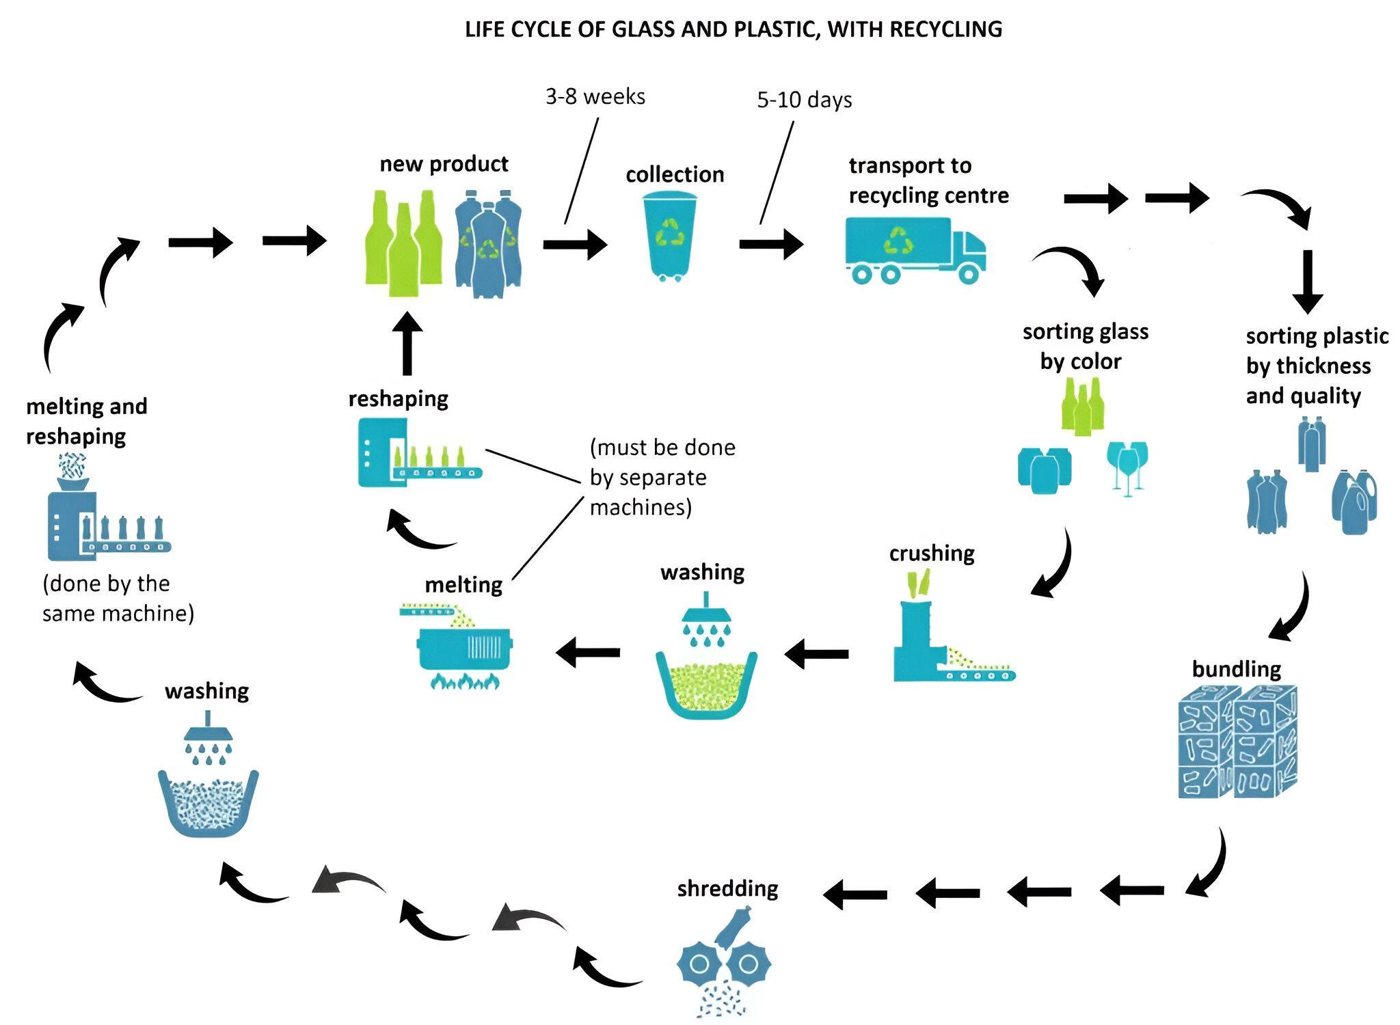 LIFE CYCLE OF GLASS AND PLASTIC, WITH RECYCLING
3-8 weeks
5-10 days
new product
collection
transport to
recycling centre
sorting glass
by color
sorting plastic
by thickness
and quality
melting and
reshaping
(done by the
same machine)
reshaping
(must be done
by separate
machines)
melting
washing
crushing
washing
bundling
shredding